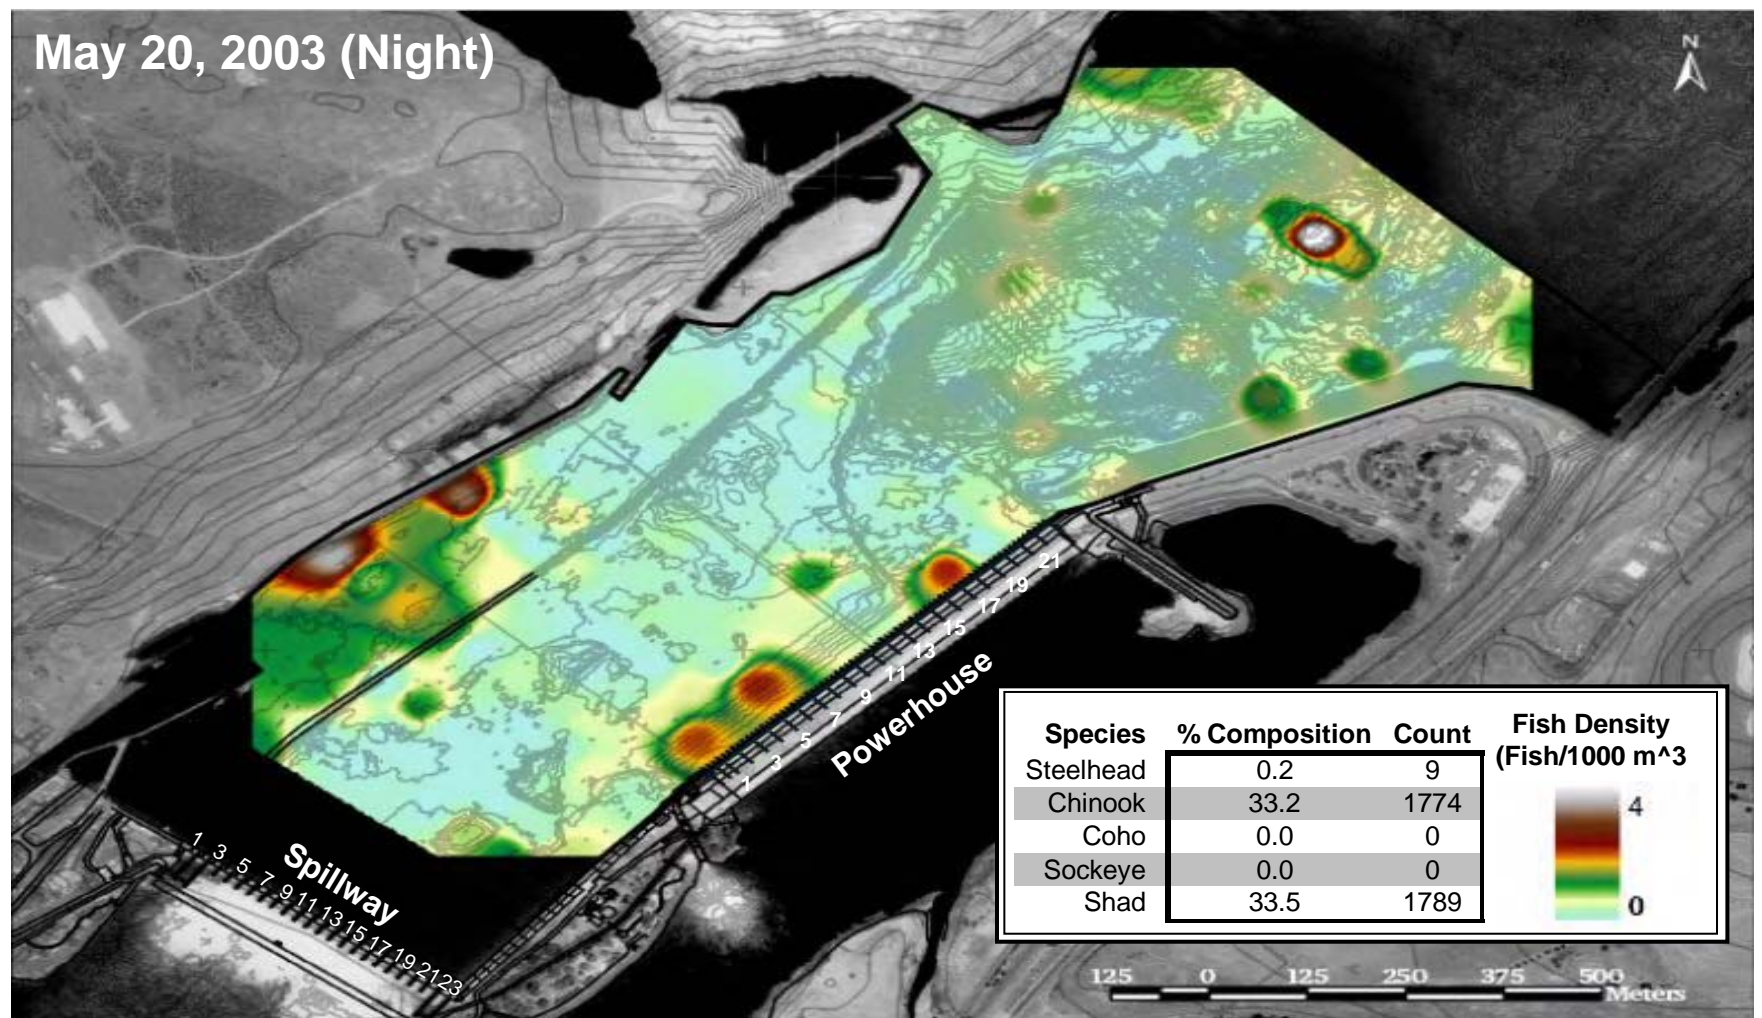 May 20, 2003 (Night)
N
21
19
17
15
13
11
9
7
5
3
1
Powerhouse
Spillway
1 3 5 7 9 11 13 15 17 19 21 23
Species % Composition Count
Steelhead 0.2 9
Chinook 33.2 1774
Coho 0.0 0
Sockeye 0.0 0
Shad 33.5 1789
Fish Density
(Fish/1000 m^3
4
0
125 0 125 250 375 500
Meters